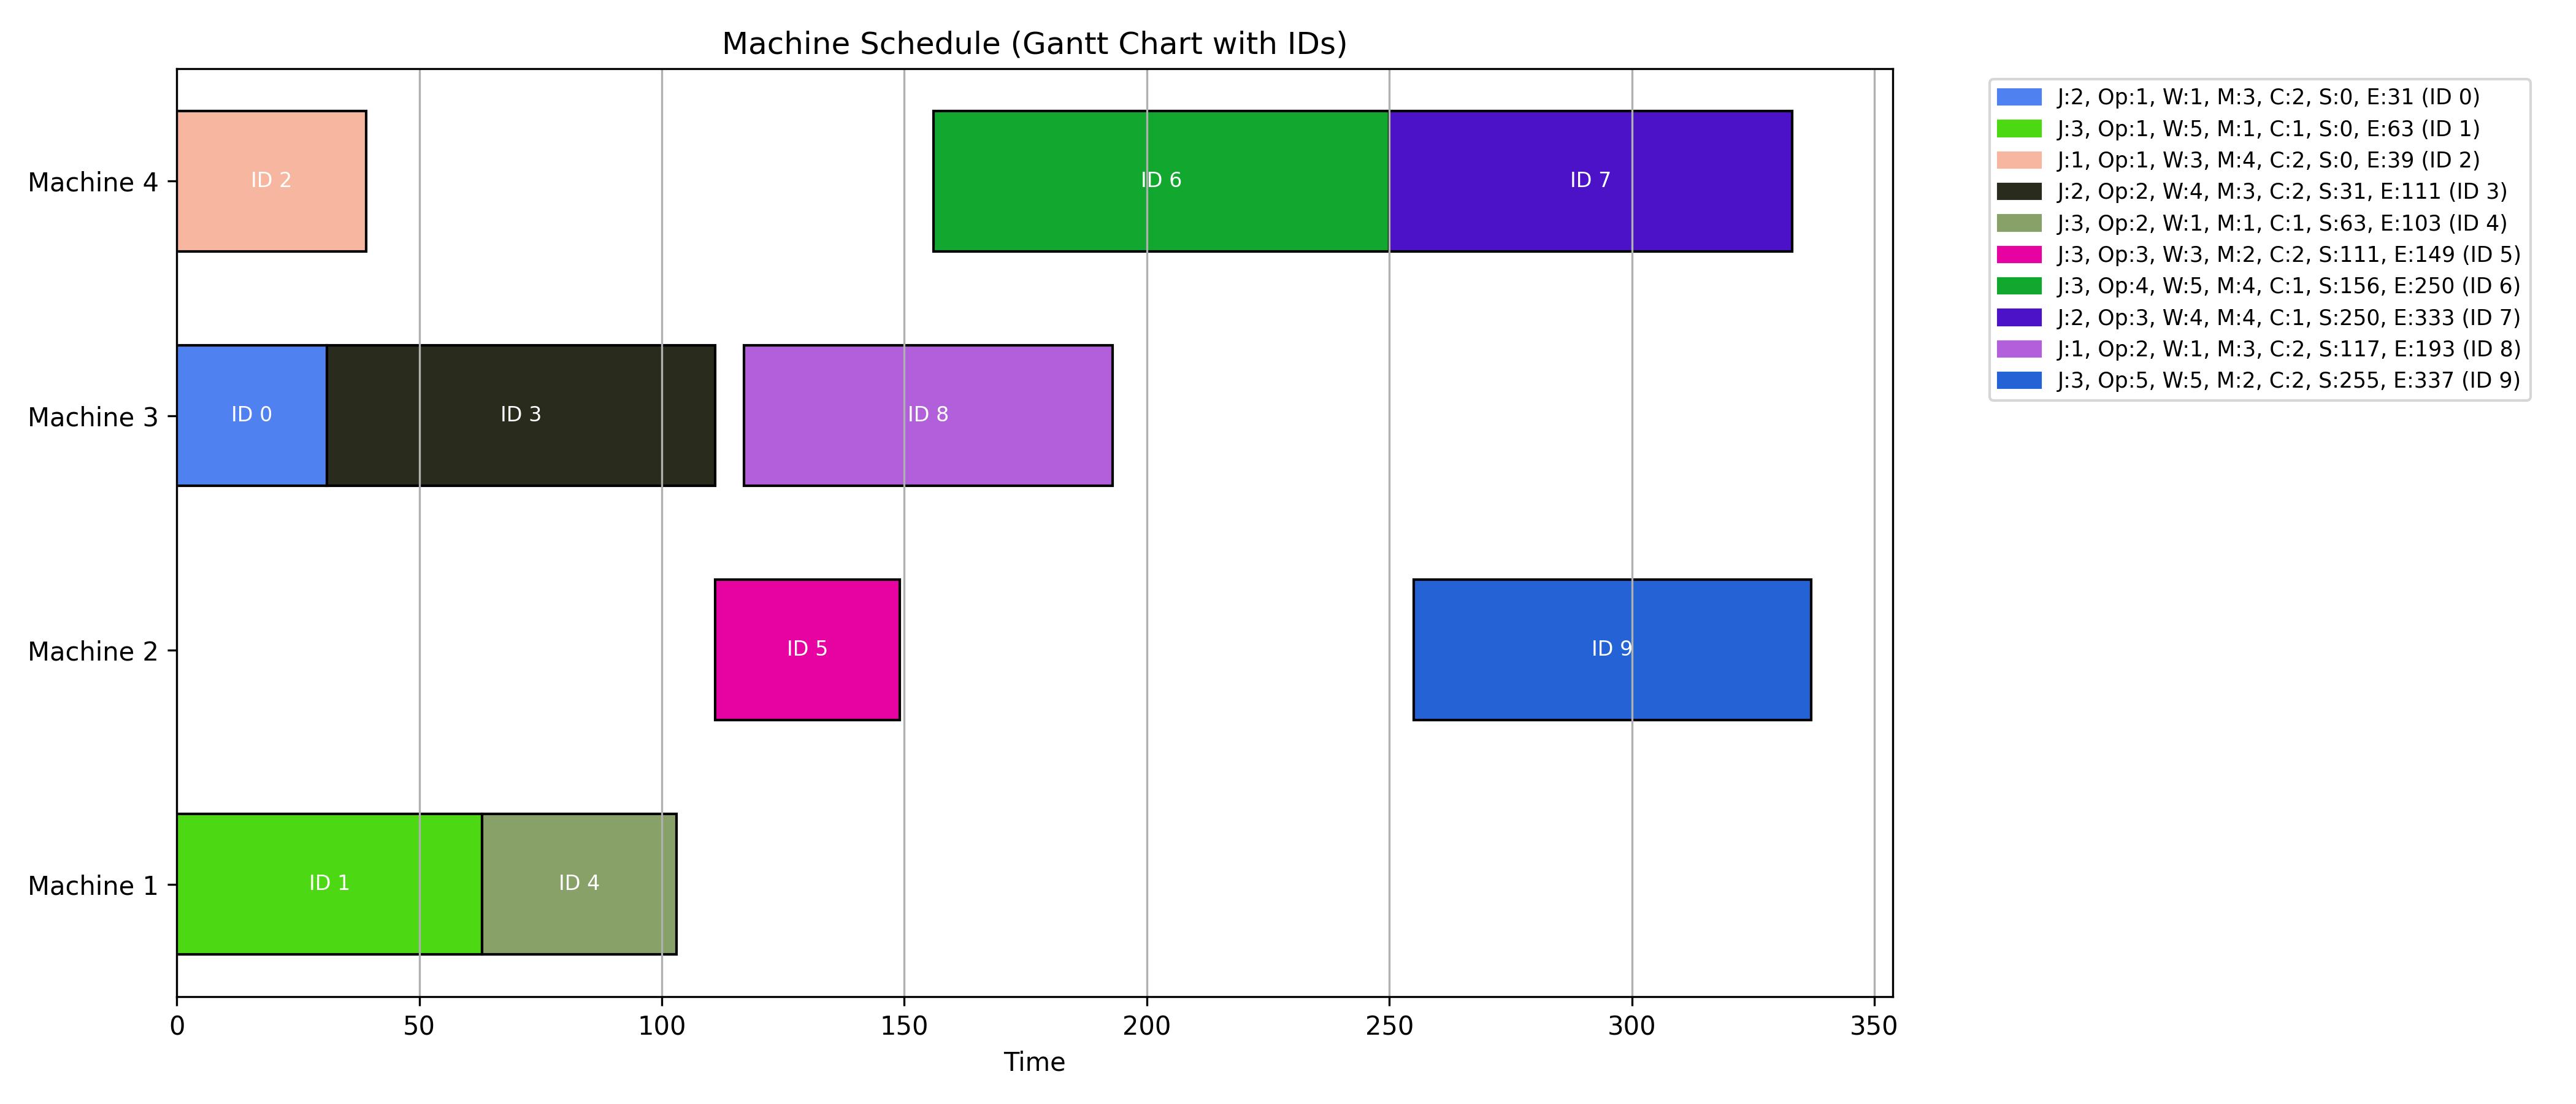 Machine Schedule (Gantt Chart with IDs)
Machine 4
Machine 3
Machine 2
Machine 1
ID 2
ID 6
ID 7
ID 0
ID 3
ID 8
ID 5
ID 9
ID 1
ID 4
0 50 100 150 200 250 300 350
Time
J:2, Op:1, W:1, M:3, C:2, S:0, E:31 (ID 0)
J:3, Op:1, W:5, M:1, C:1, S:0, E:63 (ID 1)
J:1, Op:1, W:3, M:4, C:2, S:0, E:39 (ID 2)
J:2, Op:2, W:4, M:3, C:2, S:31, E:111 (ID 3)
J:3, Op:2, W:1, M:1, C:1, S:63, E:103 (ID 4)
J:3, Op:3, W:3, M:2, C:2, S:111, E:149 (ID 5)
J:3, Op:4, W:5, M:4, C:1, S:156, E:250 (ID 6)
J:2, Op:3, W:4, M:4, C:1, S:250, E:333 (ID 7)
J:1, Op:2, W:1, M:3, C:2, S:117, E:193 (ID 8)
J:3, Op:5, W:5, M:2, C:2, S:255, E:337 (ID 9)